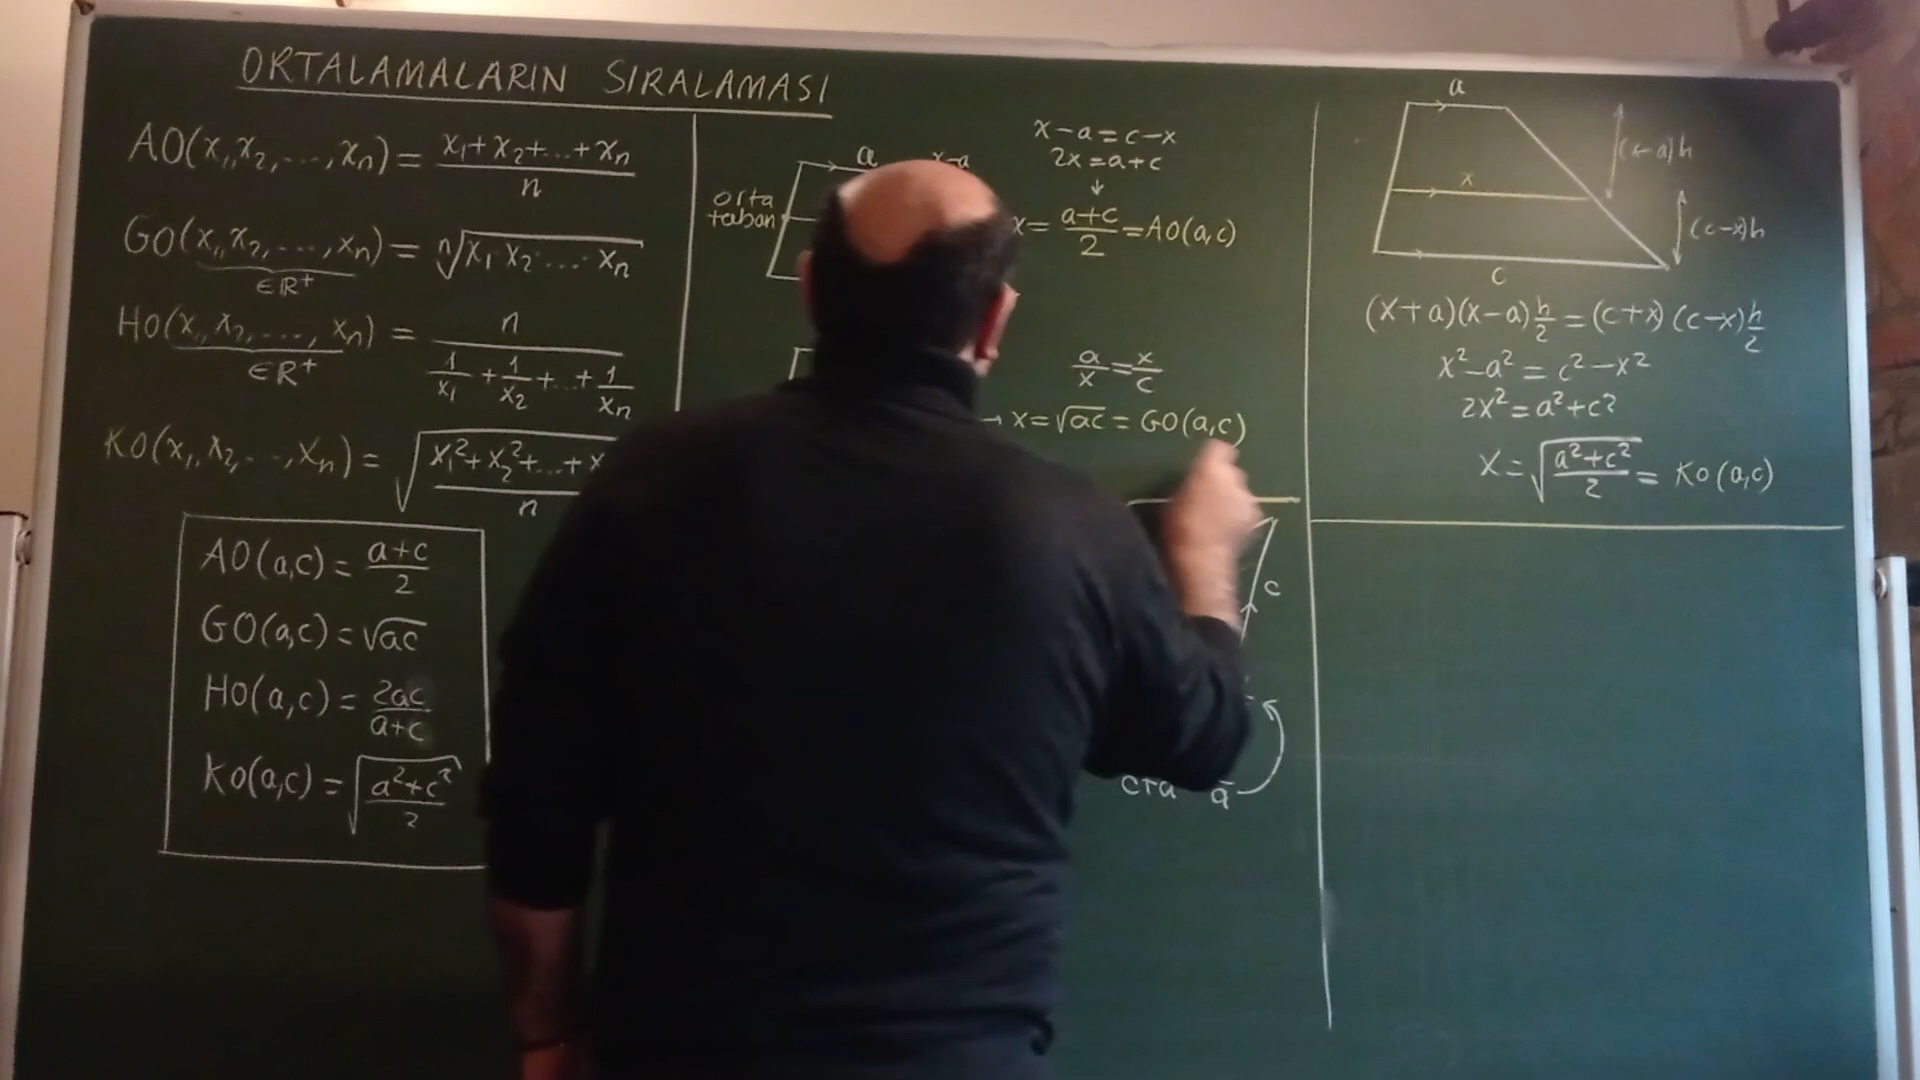 ORTALAMALARIN SIRALAMASI
AO(x₁,x₂,...,xₙ) = (x₁+x₂+...+xₙ)/n
GO(x₁,x₂,...,xₙ) = ⁿ√(x₁·x₂·...·xₙ)
∈R⁺
HO(x₁,x₂,...,xₙ) = n/(1/x₁+1/x₂+...+1/xₙ)
∈R⁺
KO(x₁,x₂,...,xₙ) = √((x₁²+x₂²+...+x
n
AO(a,c) = (a+c)/2
GO(a,c) = √ac
HO(a,c) = 2ac/(a+c)
KO(a,c) = √((a²+c²)/2)
a
x-a
orta
taban
x-a=c-x
2x=a+c
↓
x=(a+c)/2=AO(a,c)
a/x=x/c
→ x=√ac = GO(a,c)
c
c+a
a
a
x
c
(c-x)h
(x+a)(x-a)h/2=(c+x)(c-x)h/2
x²-a²=c²-x²
2x²=a²+c²
x=√((a²+c²)/2) = KO(a,c)